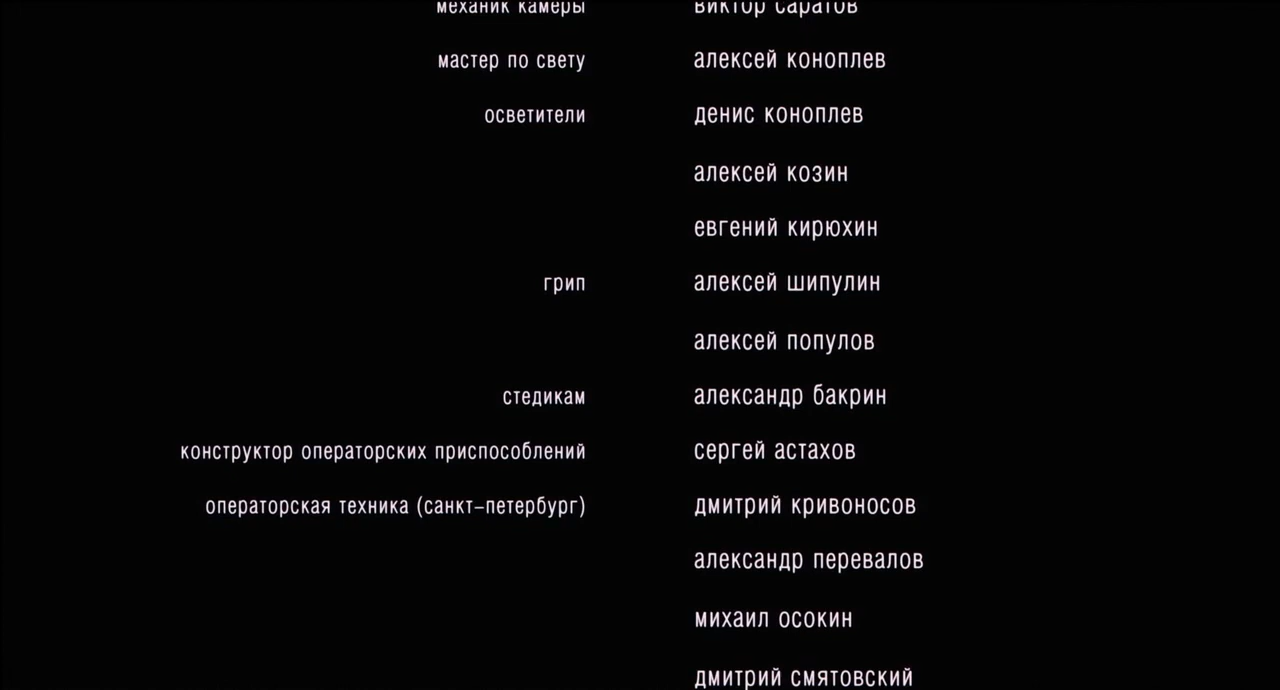 механик камеры виктор саратов
мастер по свету алексей коноплев
осветители денис коноплев
алексей козин
евгений кирюхин
грип алексей шипулин
алексей популов
стедикам александр бакрин
конструктор операторских приспособлений сергей астахов
операторская техника (санкт–петербург) дмитрий кривоносов
александр перевалов
михаил осокин
дмитрий смятовский